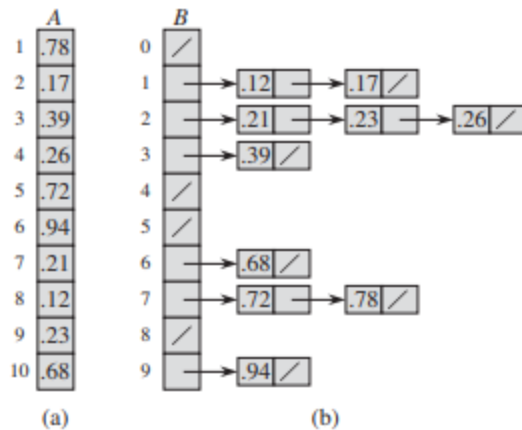 A B
1 .78 0 /
2 .17 1 .12 .17 /
3 .39 2 .21 .23 .26 /
4 .26 3 .39 /
5 .72 4 /
6 .94 5 /
7 .21 6 .68 /
8 .12 7 .72 .78 /
9 .23 8 /
10 .68 9 .94 /
(a) (b)